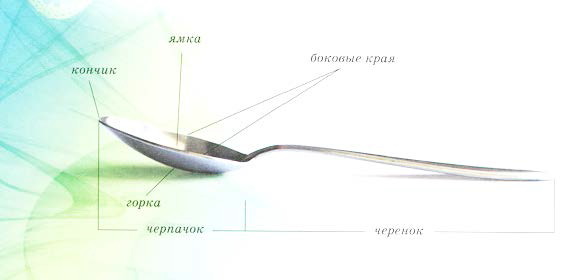 ямка
боковые края
кончик
горка
черпачок
черенок